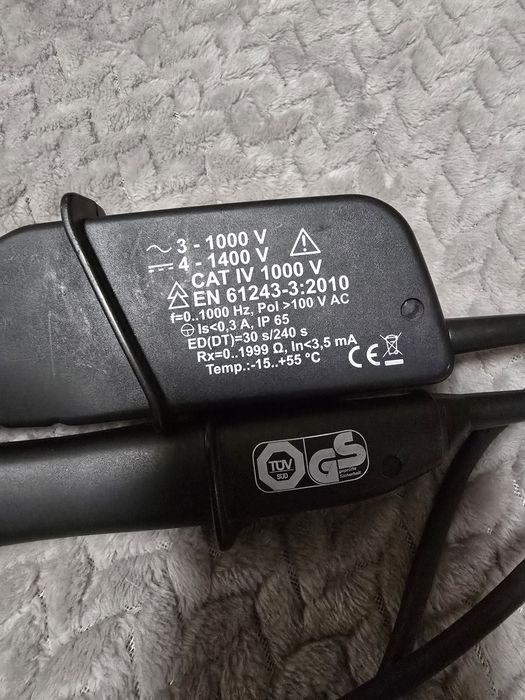 ~ 3 - 1000 V
⎓ 4 - 1400 V
CAT IV 1000 V
EN 61243-3:2010
f=0..1000 Hz, Pol >100 V AC
Is<0,3 A, IP 65
ED(DT)=30 s/240 s
Rx=0..1999 Ω, In<3,5 mA
Temp.:-15..+55 °C
CE
TÜV
SÜD
GS
geprüfte
Sicherheit